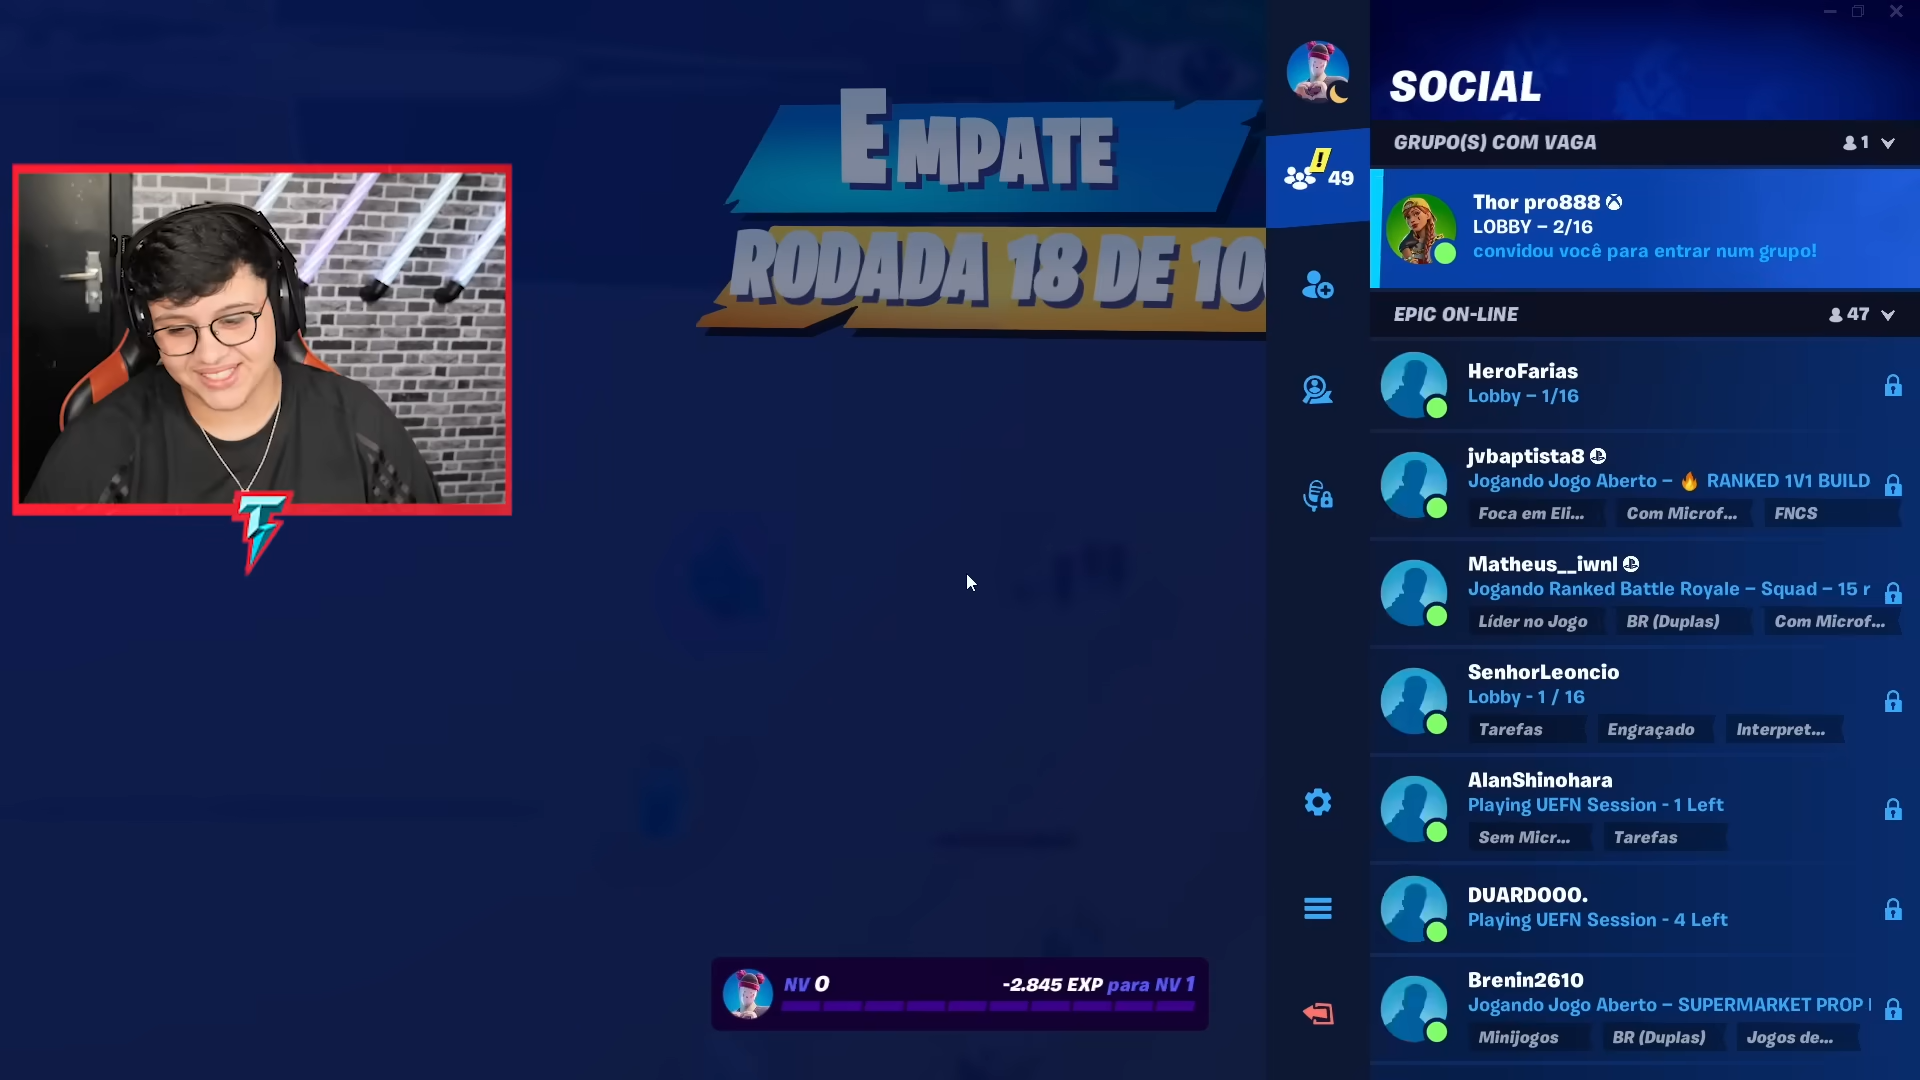 EMPATE
RODADA 18 DE 10
NV 0
-2.845 EXP para NV 1
! 49
SOCIAL
GRUPO(S) COM VAGA
1
Thor pro888
LOBBY – 2/16
convidou você para entrar num grupo!
EPIC ON-LINE
47
HeroFarias
Lobby – 1/16
jvbaptista8
Jogando Jogo Aberto – 🔥 RANKED 1V1 BUILD
Foca em Eli... Com Microf... FNCS
Matheus__iwnl
Jogando Ranked Battle Royale – Squad – 15 r
Líder no Jogo BR (Duplas) Com Microf...
SenhorLeoncio
Lobby - 1 / 16
Tarefas Engraçado Interpret...
AlanShinohara
Playing UEFN Session - 1 Left
Sem Micr... Tarefas
DUARDOOO.
Playing UEFN Session - 4 Left
Brenin2610
Jogando Jogo Aberto – SUPERMARKET PROP
Minijogos BR (Duplas) Jogos de...